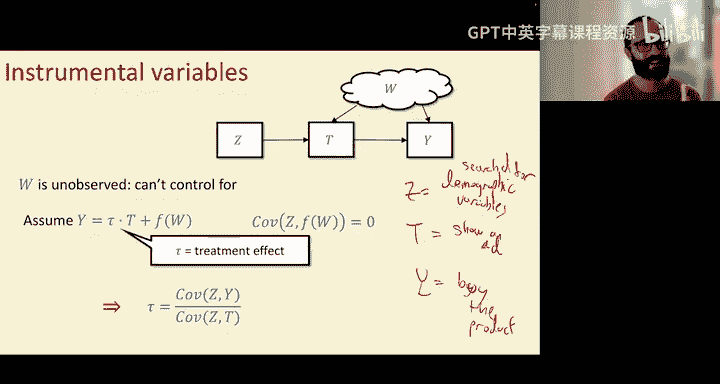 GPT中英字幕课程资源 bilibili
Instrumental variables
W
Z
T
Y
W is unobserved: can't control for
Assume Y = τ · T + f(W)
Cov(Z, f(W)) = 0
τ = treatment effect
⇒ τ = Cov(Z, Y) / Cov(Z, T)
searched for
Z = demographic
variables
T = show an
ad
Y = buy
the
product